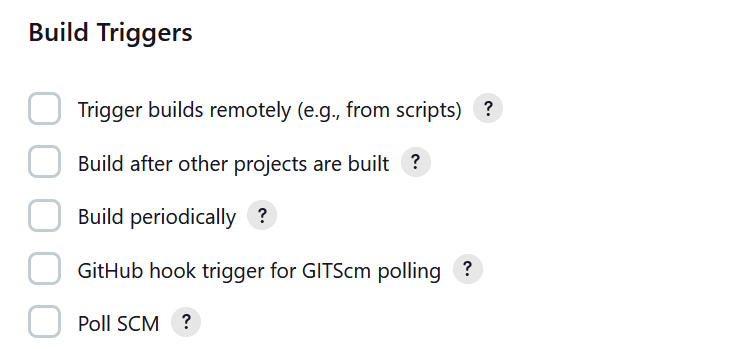 Build Triggers
Trigger builds remotely (e.g., from scripts) ?
Build after other projects are built ?
Build periodically ?
GitHub hook trigger for GITScm polling ?
Poll SCM ?